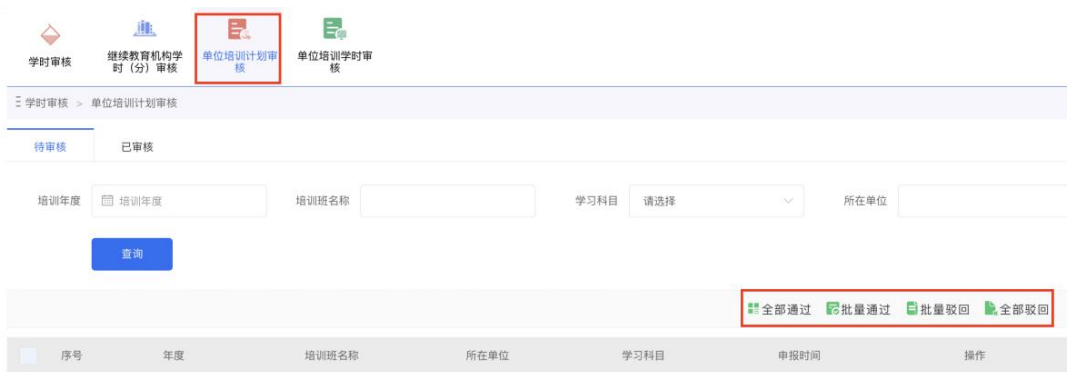 学时审核
继续教育机构学
时（分）审核
单位培训计划审
核
单位培训学时审
核
学时审核 > 单位培训计划审核
待审核 已审核
培训年度 培训年度 培训班名称 学习科目 请选择 所在单位
查询
全部通过 批量通过 批量驳回 全部驳回
序号 年度 培训班名称 所在单位 学习科目 申报时间 操作